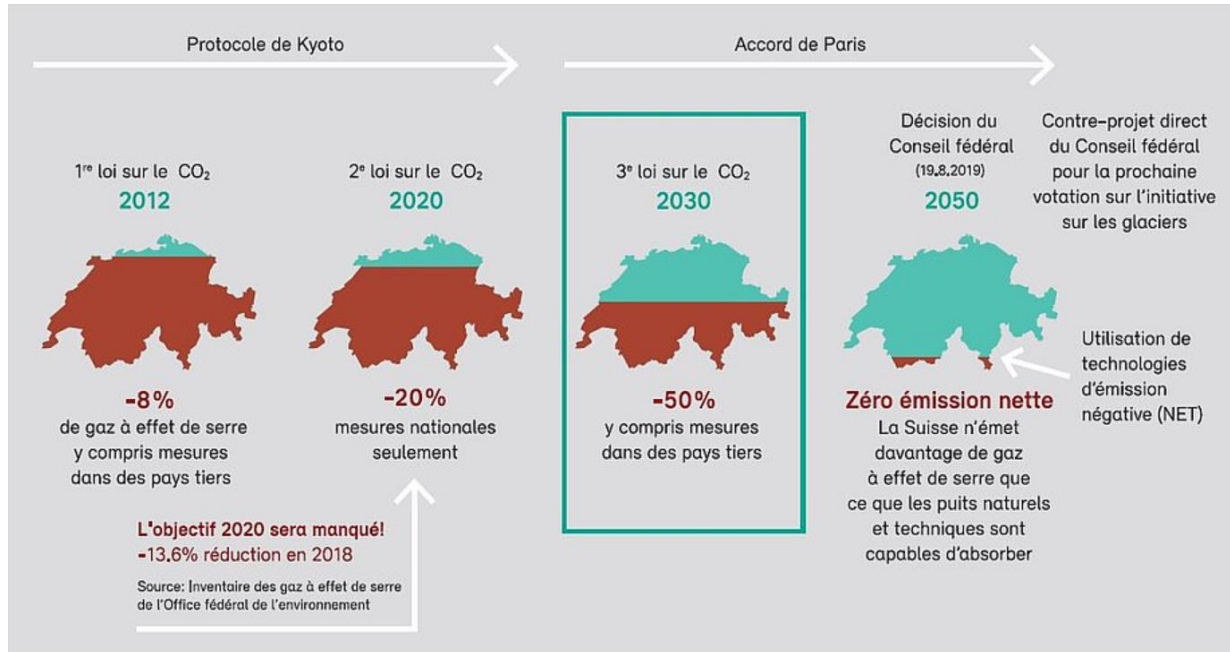 Protocole de Kyoto
Accord de Paris
1re loi sur le CO₂
2012
-8%
de gaz à effet de serre
y compris mesures
dans des pays tiers
2e loi sur le CO₂
2020
-20%
mesures nationales
seulement
L'objectif 2020 sera manqué!
-13.6% réduction en 2018
Source: Inventaire des gaz à effet de serre
de l'Office fédéral de l'environnement
3e loi sur le CO₂
2030
-50%
y compris mesures
dans des pays tiers
Décision du
Conseil fédéral
(19.8.2019)
2050
Zéro émission nette
La Suisse n'émet
davantage de gaz
à effet de serre que
ce que les puits naturels
et techniques sont
capables d'absorber
Contre-projet direct
du Conseil fédéral
pour la prochaine
votation sur l'initiative
sur les glaciers
Utilisation de
technologies
d'émission
négative (NET)